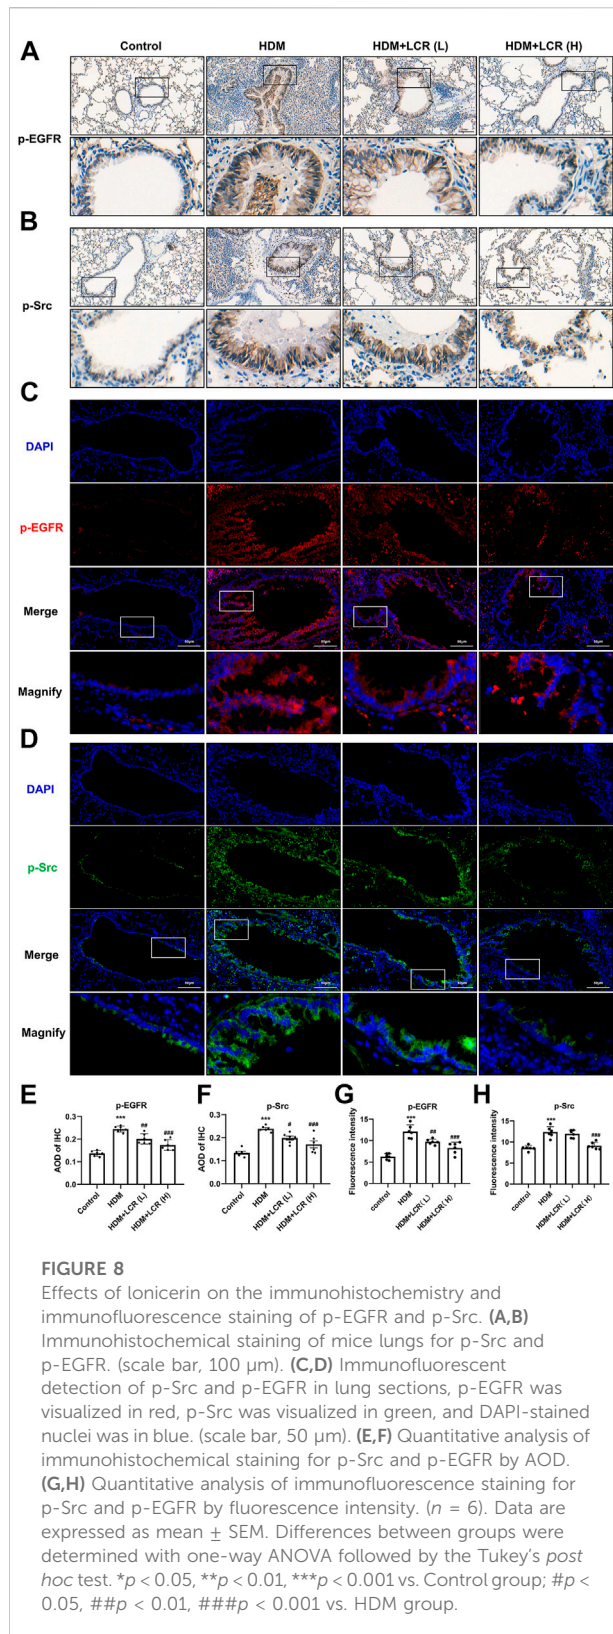 A
Control
HDM
HDM+LCR (L)
HDM+LCR (H)
p-EGFR
B
p-Src
C
DAPI
p-EGFR
Merge
50μm
50μm
50μm
50μm
Magnify
D
DAPI
p-Src
Merge
50μm
50μm
50μm
50μm
Magnify
E
p-EGFR
AOD of IHC
0.3
0.2
0.1
0.0
***
##
###
Control
HDM
HDM+LCR (L)
HDM+LCR (H)
F
p-Src
AOD of IHC
0.3
0.2
0.1
0.0
***
#
###
Control
HDM
HDM+LCR (L)
HDM+LCR (H)
G
p-EGFR
Fluorescence intensity
15
10
5
0
***
##
###
control
HDM
HDM+LCR( L)
HDM+LCR( H)
H
p-Src
Fluorescence intensity
20
15
10
5
0
***
###
control
HDM
HDM+LCR( L)
HDM+LCR( H)
FIGURE 8
Effects of lonicerin on the immunohistochemistry and
immunofluorescence staining of p-EGFR and p-Src. (A,B)
Immunohistochemical staining of mice lungs for p-Src and
p-EGFR. (scale bar, 100 μm). (C,D) Immunofluorescent
detection of p-Src and p-EGFR in lung sections, p-EGFR was
visualized in red, p-Src was visualized in green, and DAPI-stained
nuclei was in blue. (scale bar, 50 μm). (E,F) Quantitative analysis of
immunohistochemical staining for p-Src and p-EGFR by AOD.
(G,H) Quantitative analysis of immunofluorescence staining for
p-Src and p-EGFR by fluorescence intensity. (n = 6). Data are
expressed as mean ± SEM. Differences between groups were
determined with one-way ANOVA followed by the Tukey's post
hoc test. *p < 0.05, **p < 0.01, ***p < 0.001 vs. Control group; #p <
0.05, ##p < 0.01, ###p < 0.001 vs. HDM group.